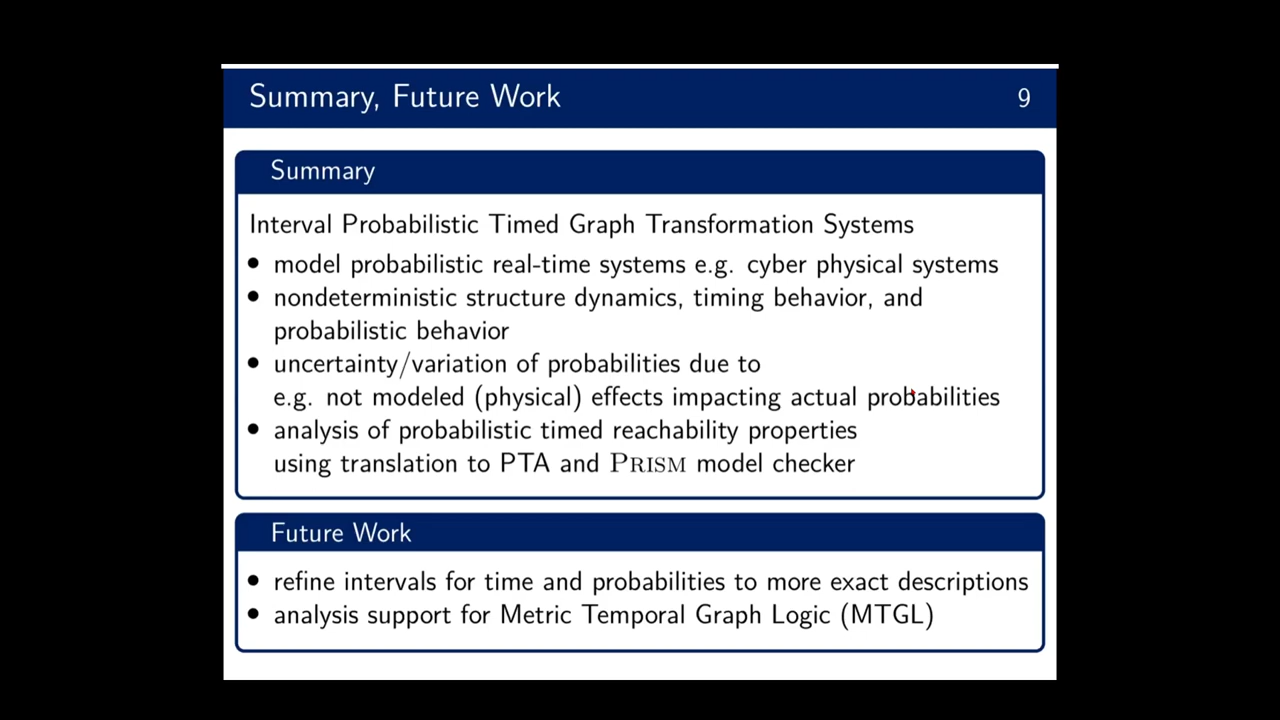 Summary, Future Work 9
Summary
Interval Probabilistic Timed Graph Transformation Systems
• model probabilistic real-time systems e.g. cyber physical systems
• nondeterministic structure dynamics, timing behavior, and
probabilistic behavior
• uncertainty/variation of probabilities due to
e.g. not modeled (physical) effects impacting actual probabilities
• analysis of probabilistic timed reachability properties
using translation to PTA and PRISM model checker
Future Work
• refine intervals for time and probabilities to more exact descriptions
• analysis support for Metric Temporal Graph Logic (MTGL)